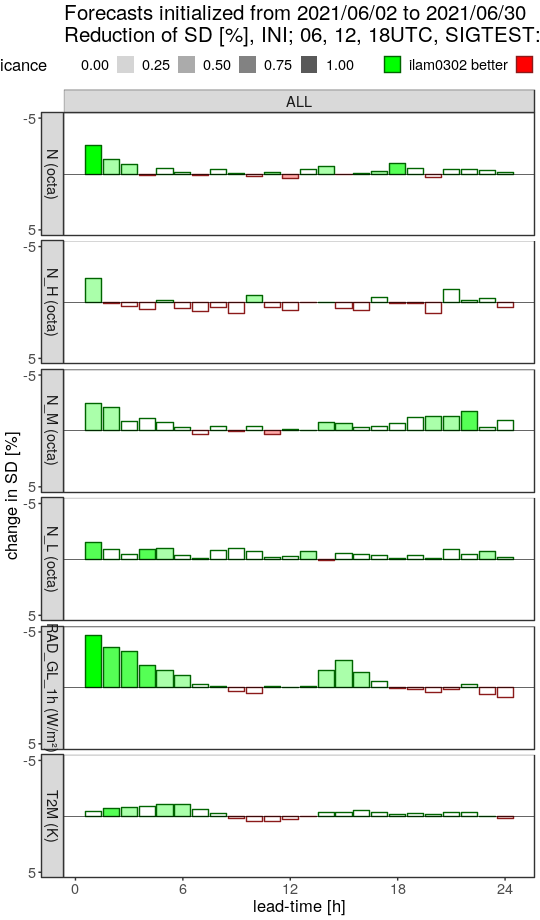 Forecasts initialized from 2021/06/02 to 2021/06/30
Reduction of SD [%], INI; 06, 12, 18UTC, SIGTEST:
icance 0.00 0.25 0.50 0.75 1.00 ilam0302 better
ALL
-5
N (octa)
5
-5
N_H (octa)
5
-5
N_M (octa)
5
change in SD [%]
-5
N_L (octa)
5
-5
RAD_GL_1h (W/m²)
5
-5
T2M (K)
5
0 6 12 18 24
lead-time [h]